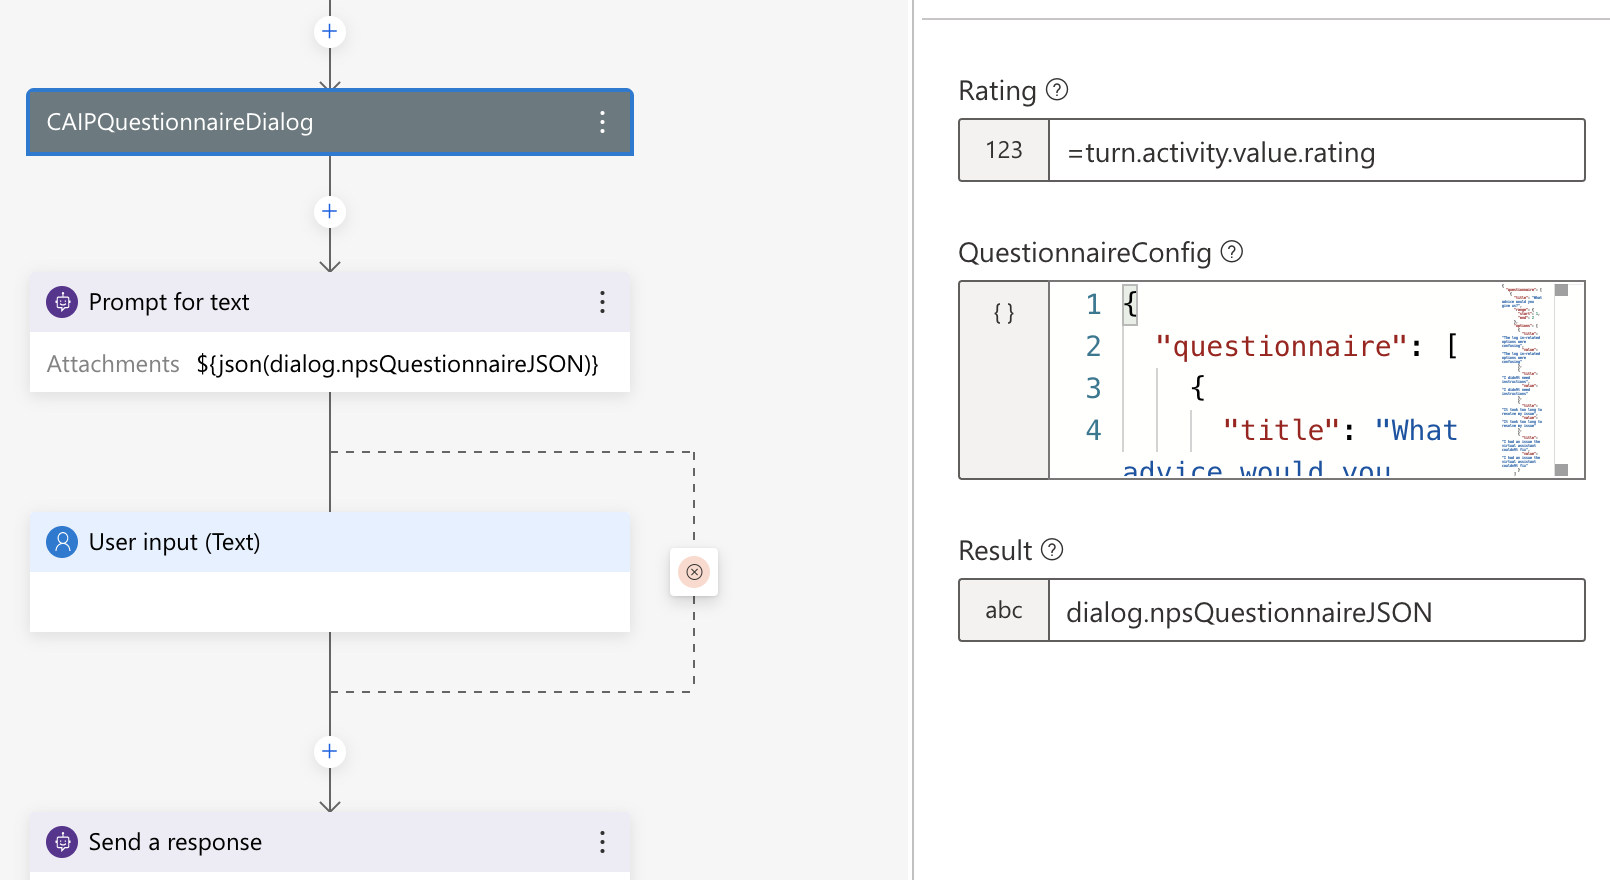 CAIPQuestionnaireDialog
Prompt for text
Attachments ${json(dialog.npsQuestionnaireJSON)}
User input (Text)
Send a response
Rating
123 =turn.activity.value.rating
QuestionnaireConfig
{ }
1 {
2 "questionnaire": [
3 {
4 "title": "What
advice would you
Result
abc dialog.npsQuestionnaireJSON